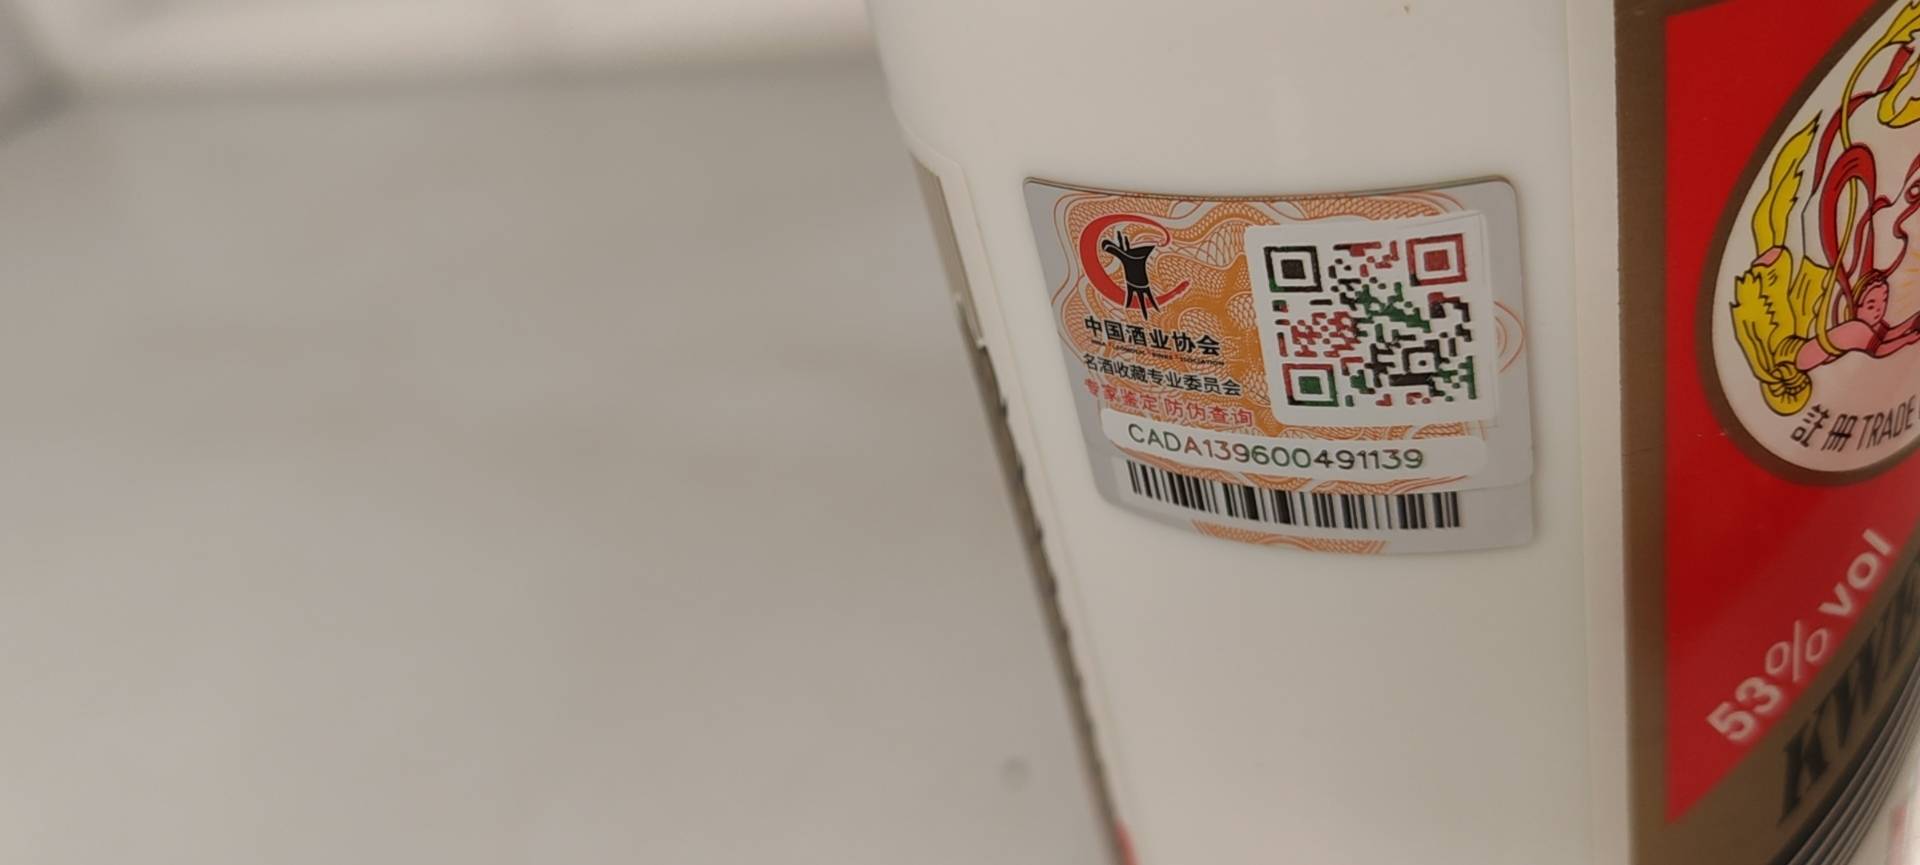 中国酒业协会
名酒收藏专业委员会
专家鉴定 防伪查询
CADA139600491139
註册 TRADE
53% vol
KWE